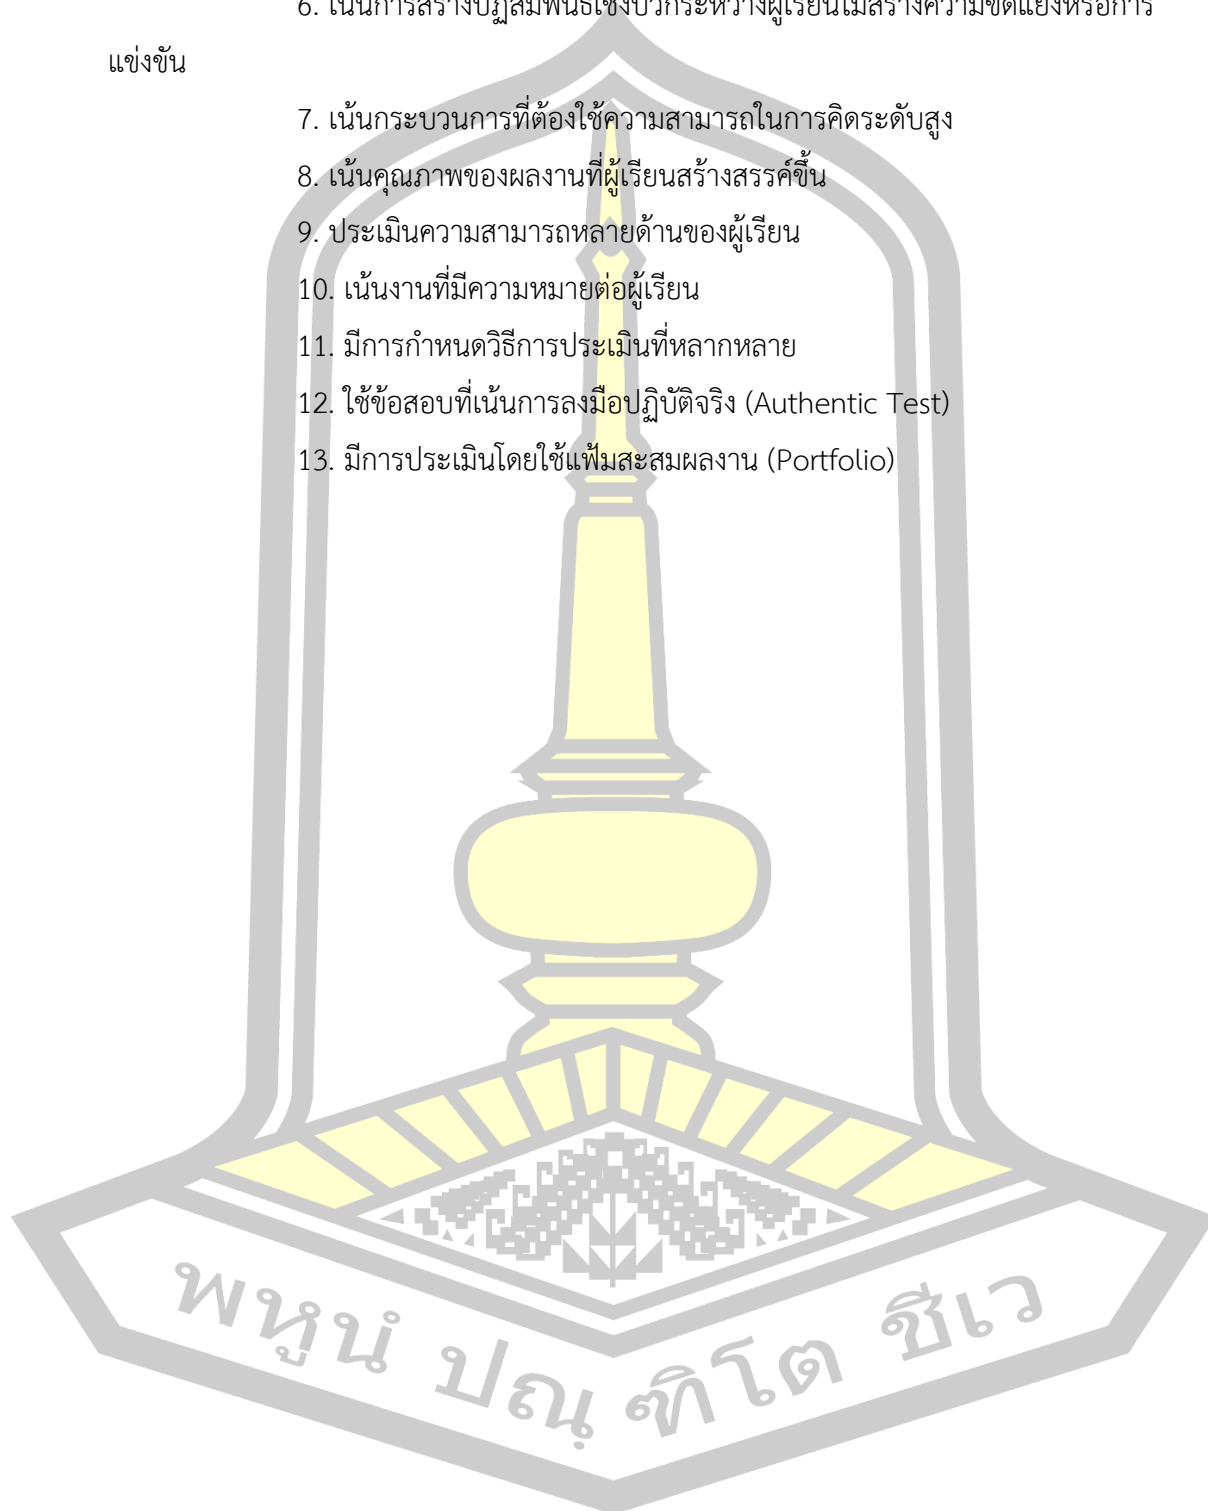 6. เน้นการสร้างปฏิสัมพันธ์เชิงบวกระหว่างผู้เรียนไม่สร้างความขัดแย้งหรือการ
แข่งขัน
7. เน้นกระบวนการที่ต้องใช้ความสามารถในการคิดระดับสูง
8. เน้นคุณภาพของผลงานที่ผู้เรียนสร้างสรรค์ขึ้น
9. ประเมินความสามารถหลายด้านของผู้เรียน
10. เน้นงานที่มีความหมายต่อผู้เรียน
11. มีการกำหนดวิธีการประเมินที่หลากหลาย
12. ใช้ข้อสอบที่เน้นการลงมือปฏิบัติจริง (Authentic Test)
13. มีการประเมินโดยใช้แฟ้มสะสมผลงาน (Portfolio)
พหูนํ ปณฺฑิโต ชีเว